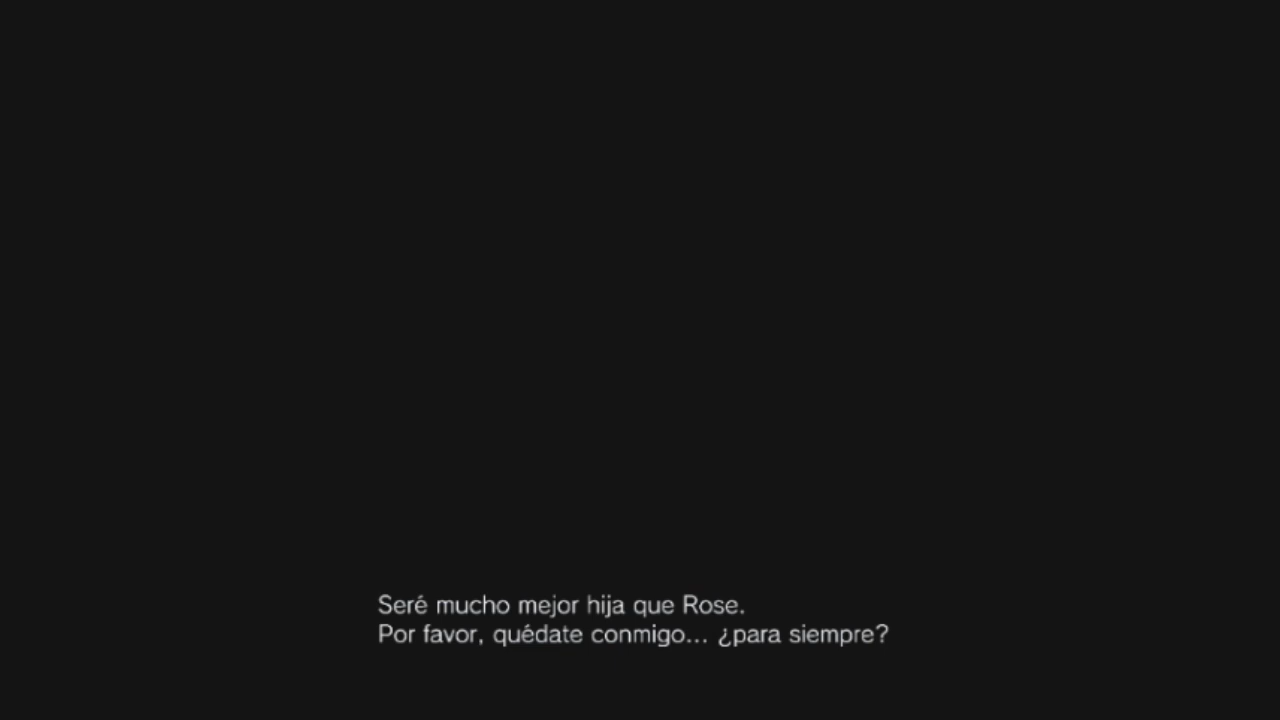 Seré mucho mejor hija que Rose.
Por favor, quédate conmigo... ¿para siempre?